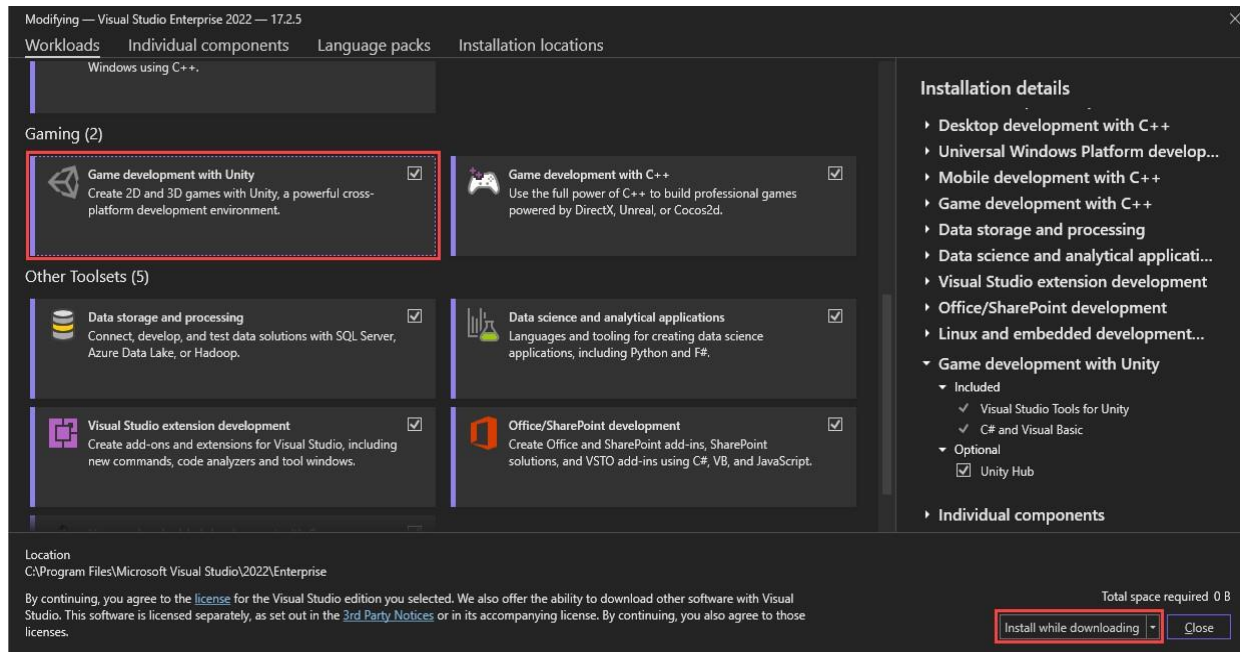 Modifying — Visual Studio Enterprise 2022 — 17.2.5
Workloads Individual components Language packs Installation locations
Windows using C++.
Gaming (2)
Game development with Unity
Create 2D and 3D games with Unity, a powerful cross-
platform development environment.
Game development with C++
Use the full power of C++ to build professional games
powered by DirectX, Unreal, or Cocos2d.
Other Toolsets (5)
Data storage and processing
Connect, develop, and test data solutions with SQL Server,
Azure Data Lake, or Hadoop.
Data science and analytical applications
Languages and tooling for creating data science
applications, including Python and F#.
Visual Studio extension development
Create add-ons and extensions for Visual Studio, including
new commands, code analyzers and tool windows.
Office/SharePoint development
Create Office and SharePoint add-ins, SharePoint
solutions, and VSTO add-ins using C#, VB, and JavaScript.
Installation details
Desktop development with C++
Universal Windows Platform develop...
Mobile development with C++
Game development with C++
Data storage and processing
Data science and analytical applicati...
Visual Studio extension development
Office/SharePoint development
Linux and embedded development...
Game development with Unity
Included
Visual Studio Tools for Unity
C# and Visual Basic
Optional
Unity Hub
Individual components
Location
C:\Program Files\Microsoft Visual Studio\2022\Enterprise
By continuing, you agree to the license for the Visual Studio edition you selected. We also offer the ability to download other software with Visual
Studio. This software is licensed separately, as set out in the 3rd Party Notices or in its accompanying license. By continuing, you also agree to those
licenses.
Total space required 0 B
Install while downloading
Close